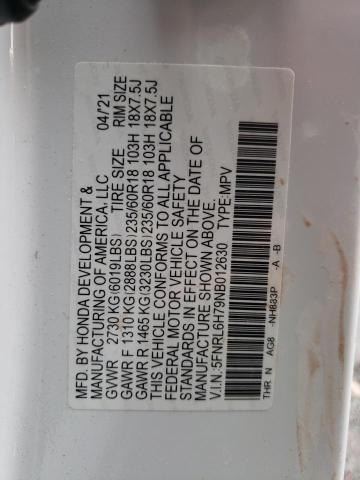 MFD. BY HONDA DEVELOPMENT &
MANUFACTURING OF AMERICA, LLC 04/'21
GVWR 2730 KG(6019LBS) TIRE SIZE RIM SIZE
GAWR F 1310 KG(2888LBS)235/60R18 103H 18X7.5J
GAWR R 1465 KG(3230LBS)235/60R18 103H 18X7.5J
THIS VEHICLE CONFORMS TO ALL APPLICABLE
FEDERAL MOTOR VEHICLE SAFETY
STANDARDS IN EFFECT ON THE DATE OF
MANUFACTURE SHOWN ABOVE.
V.I.N.:5FNRL6H79NB012630 TYPE:MPV
THR N AG8 -NH883P -A -B